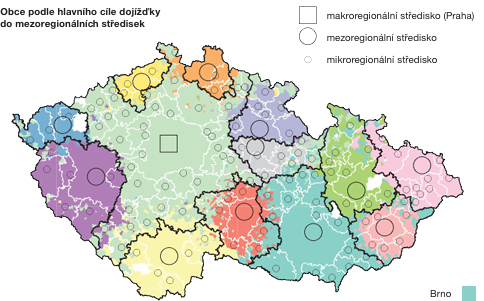 Obce podle hlavního cíle dojížďky
do mezoregionálních středisek
makroregionální středisko (Praha)
mezoregionální středisko
mikroregionální středisko
Brno